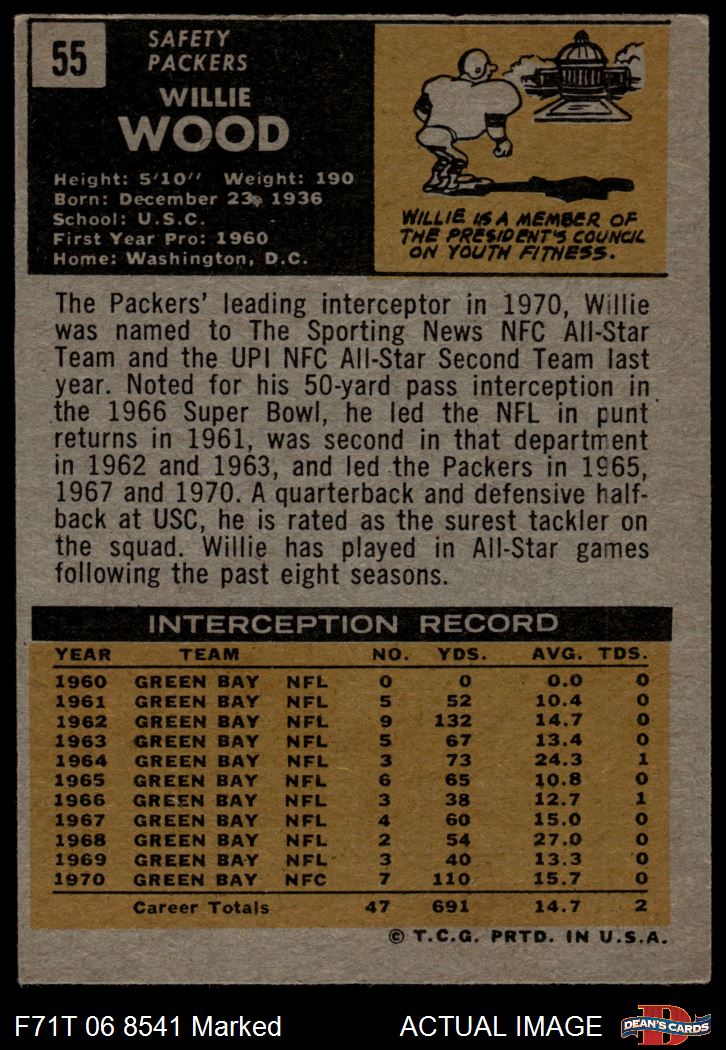 55
SAFETY
PACKERS
WILLIE
WOOD
Height: 5'10" Weight: 190
Born: December 23, 1936
School: U.S.C.
First Year Pro: 1960
Home: Washington, D.C.
WILLIE IS A MEMBER OF
THE PRESIDENT'S COUNCIL
ON YOUTH FITNESS.
The Packers' leading interceptor in 1970, Willie
was named to The Sporting News NFC All-Star
Team and the UPI NFC All-Star Second Team last
year. Noted for his 50-yard pass interception in
the 1966 Super Bowl, he led the NFL in punt
returns in 1961, was second in that department
in 1962 and 1963, and led the Packers in 1965,
1967 and 1970. A quarterback and defensive half-
back at USC, he is rated as the surest tackler on
the squad. Willie has played in All-Star games
following the past eight seasons.
INTERCEPTION RECORD
YEAR TEAM NO. YDS. AVG. TDS.
1960 GREEN BAY NFL 0 0 0.0 0
1961 GREEN BAY NFL 5 52 10.4 0
1962 GREEN BAY NFL 9 132 14.7 0
1963 GREEN BAY NFL 5 67 13.4 0
1964 GREEN BAY NFL 3 73 24.3 1
1965 GREEN BAY NFL 6 65 10.8 0
1966 GREEN BAY NFL 3 38 12.7 1
1967 GREEN BAY NFL 4 60 15.0 0
1968 GREEN BAY NFL 2 54 27.0 0
1969 GREEN BAY NFL 3 40 13.3 0
1970 GREEN BAY NFC 7 110 15.7 0
Career Totals 47 691 14.7 2
© T.C.G. PRTD. IN U.S.A.
F71T 06 8541 Marked
ACTUAL IMAGE
D
DEAN'S CARDS